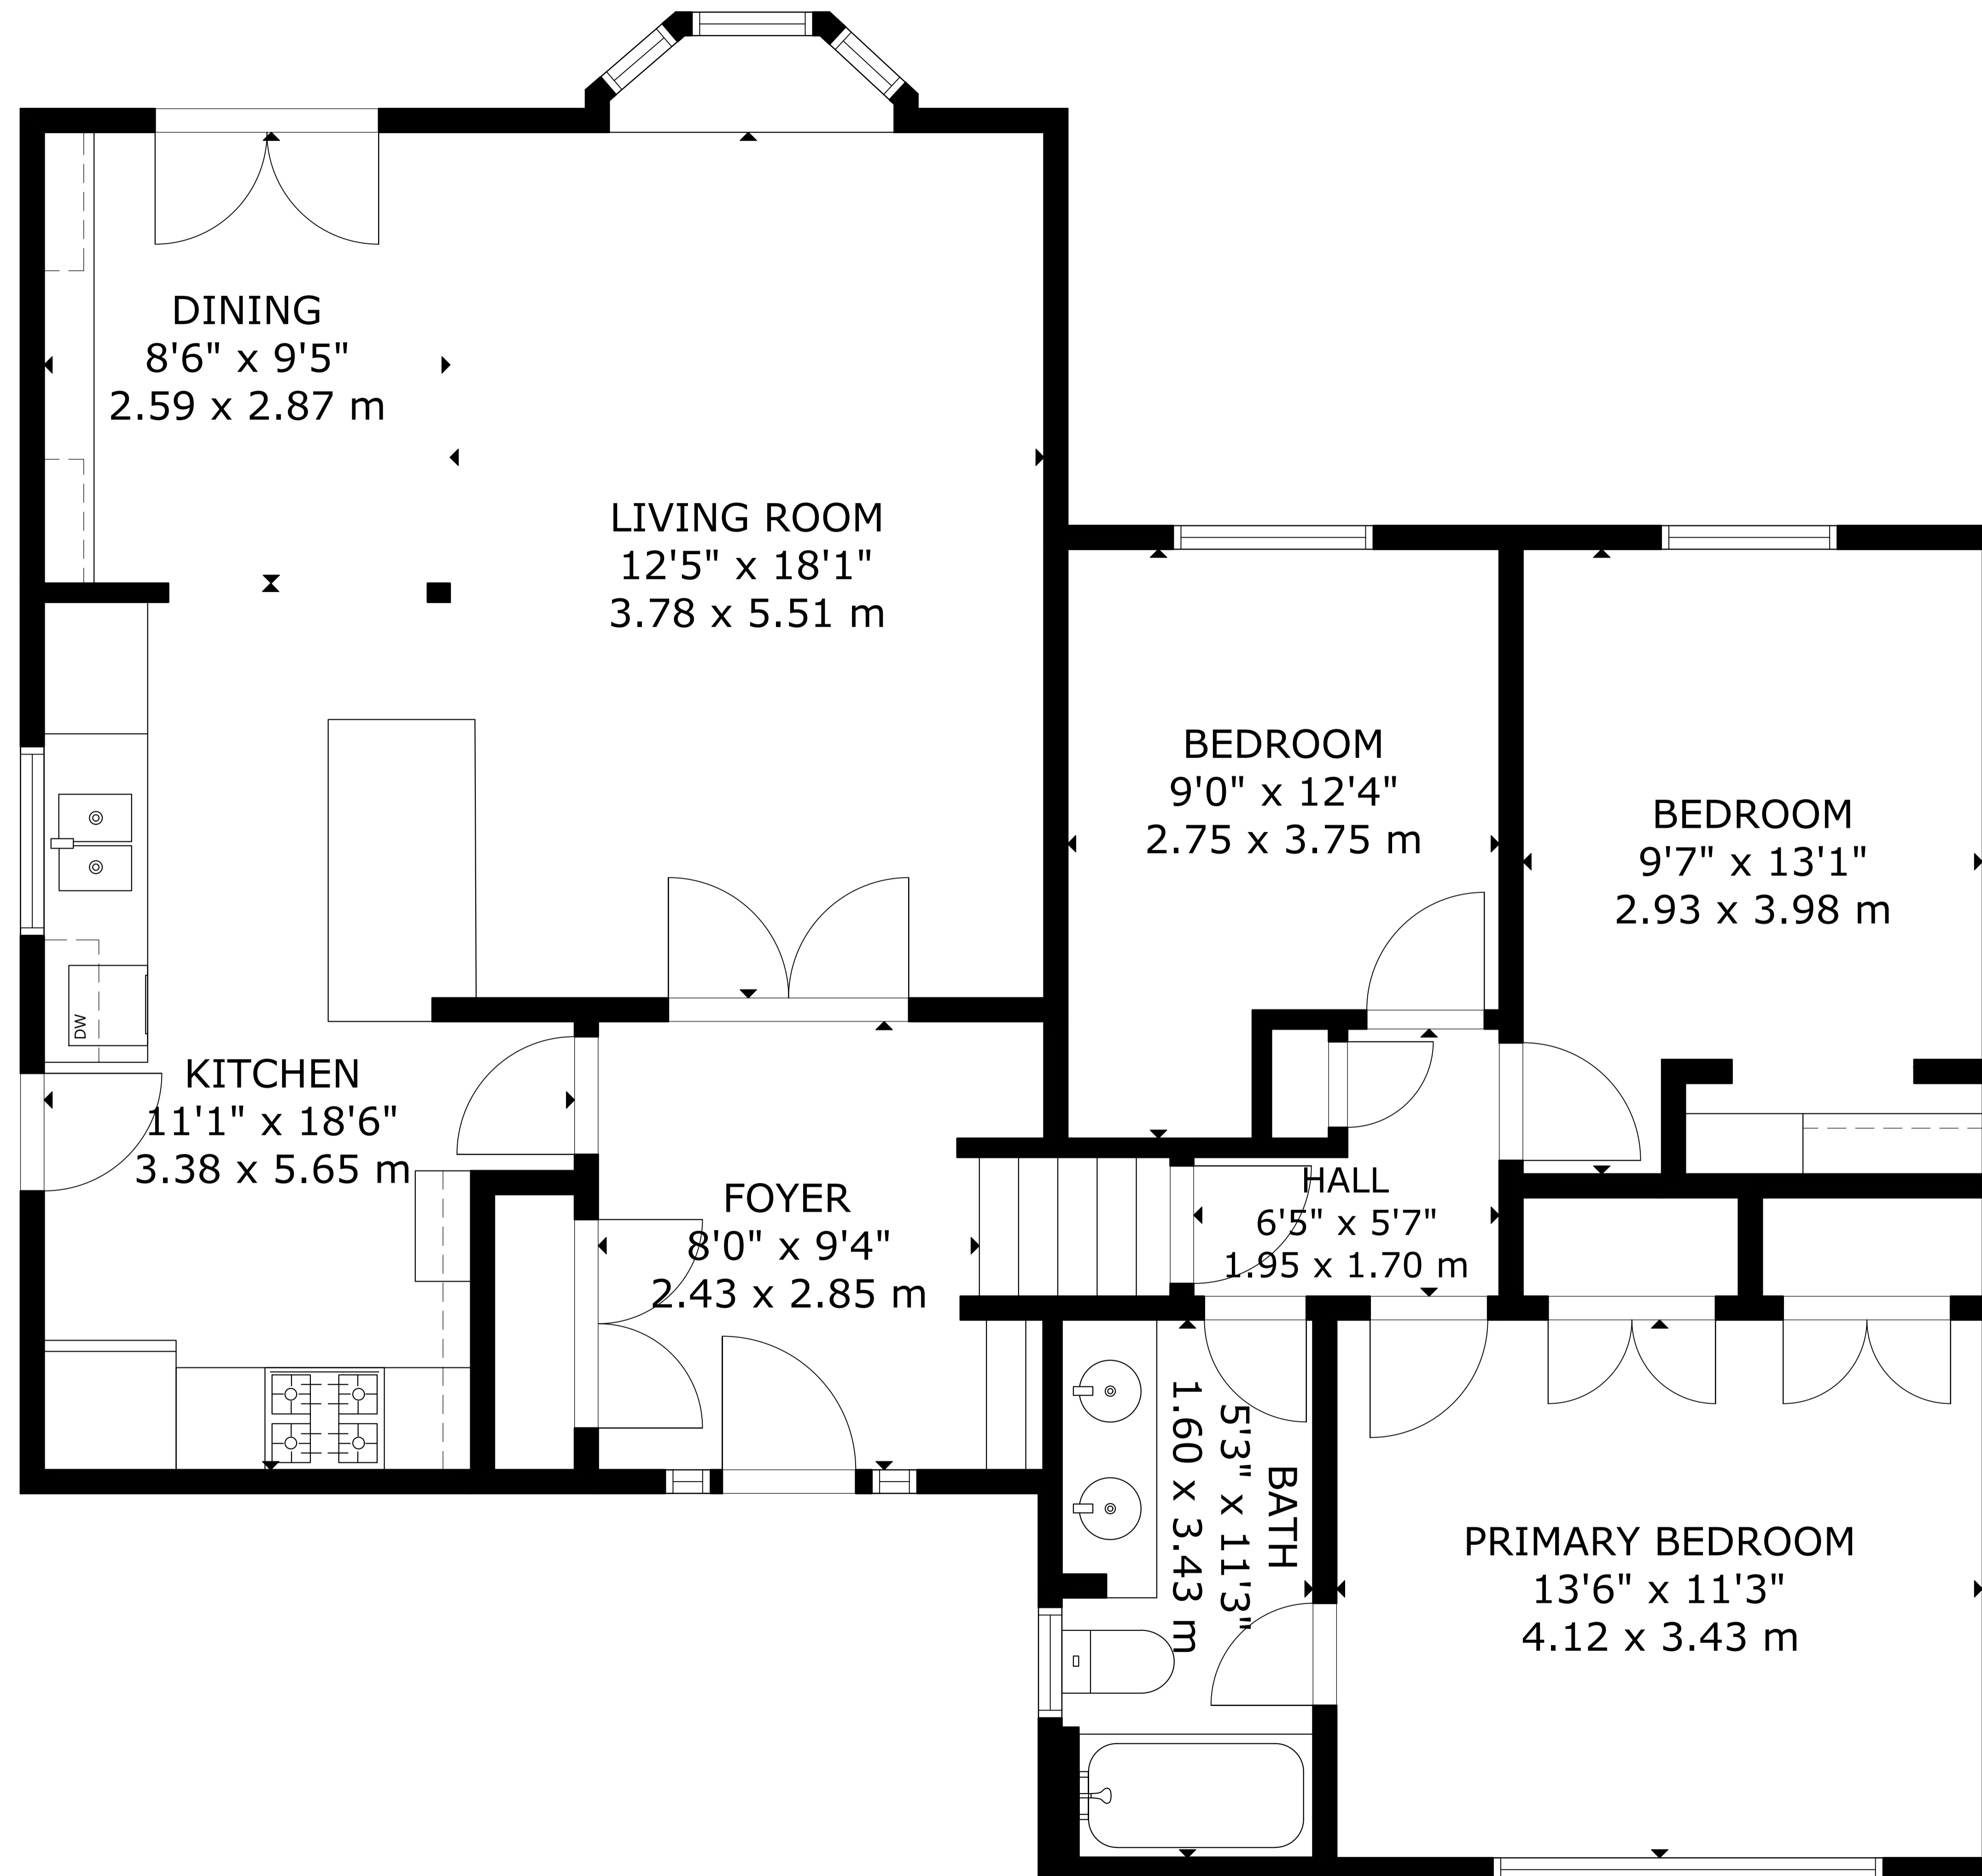 DINING
8'6" x 9'5"
2.59 x 2.87 m
LIVING ROOM
12'5" x 18'1"
3.78 x 5.51 m
BEDROOM
9'0" x 12'4"
2.75 x 3.75 m
BEDROOM
9'7" x 13'1"
2.93 x 3.98 m
DW
KITCHEN
11'1" x 18'6"
3.38 x 5.65 m
FOYER
8'0" x 9'4"
2.43 x 2.85 m
HALL
6'5" x 5'7"
1.95 x 1.70 m
BATH
5'3" x 11'3"
1.60 x 3.43 m
PRIMARY BEDROOM
13'6" x 11'3"
4.12 x 3.43 m